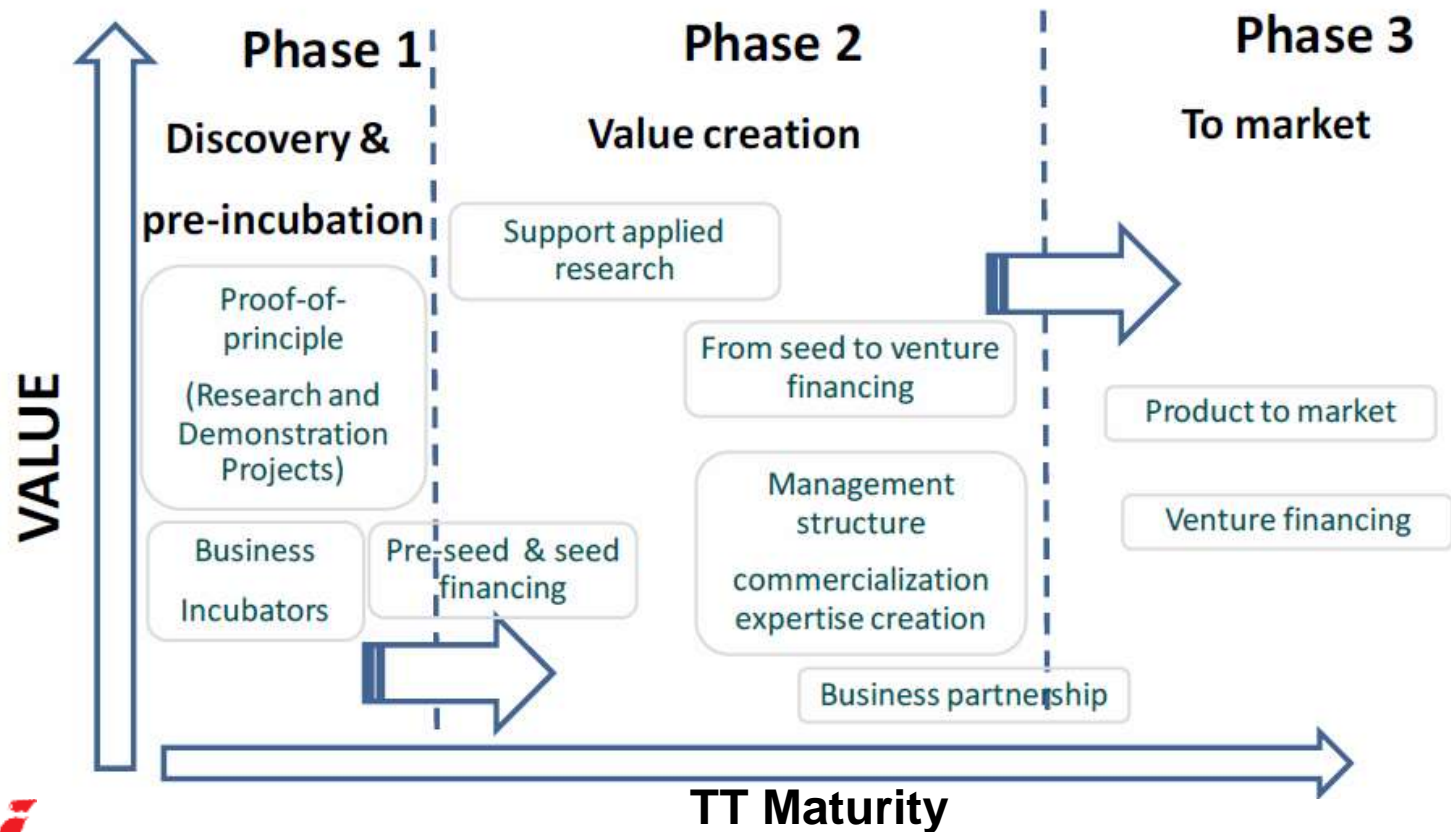 Phase 1
Discovery &
pre-incubation
Proof-of-
principle
(Research and
Demonstration
Projects)
Business
Incubators
Pre-seed & seed
financing
Phase 2
Value creation
Support applied
research
From seed to venture
financing
Management
structure
commercialization
expertise creation
Business partnership
Phase 3
To market
Product to market
Venture financing
VALUE
TT Maturity